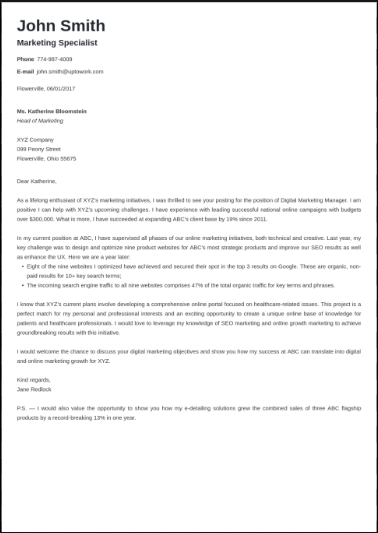 John Smith
Marketing Specialist
Phone 774-987-4009
E-mail john.smith@uptowork.com
Flowerville, 06/01/2017
Ms. Katherine Bloomstein
Head of Marketing
XYZ Company
099 Peony Street
Flowerville, Ohio 55675
Dear Katherine,
As a lifelong enthusiast of XYZ's marketing initiatives, I was thrilled to see your posting for the position of Digital Marketing Manager. I am
positive I can help with XYZ's upcoming challenges. I have experience with leading successful national online campaigns with budgets
over $300,000. What is more, I have succeeded at expanding ABC's client base by 19% since 2011.
In my current position at ABC, I have supervised all phases of our online marketing initiatives, both technical and creative. Last year, my
key challenge was to design and optimize nine product websites for ABC's most strategic products and improve our SEO results as well
as enhance the UX. Here we are a year later:
• Eight of the nine websites I optimized have achieved and secured their spot in the top 3 results on Google. These are organic, non-
paid results for 10+ key search terms;
• The incoming search engine traffic to all nine websites comprises 47% of the total organic traffic for key terms and phrases.
I know that XYZ's current plans involve developing a comprehensive online portal focused on healthcare-related issues. This project is a
perfect match for my personal and professional interests and an exciting opportunity to create a unique online base of knowledge for
patients and healthcare professionals. I would love to leverage my knowledge of SEO marketing and online growth marketing to achieve
groundbreaking results with this initiative.
I would welcome the chance to discuss your digital marketing objectives and show you how my success at ABC can translate into digital
and online marketing growth for XYZ.
Kind regards,
Jane Redlock
P.S. — I would also value the opportunity to show you how my e-detailing solutions grew the combined sales of three ABC flagship
products by a record-breaking 13% in one year.